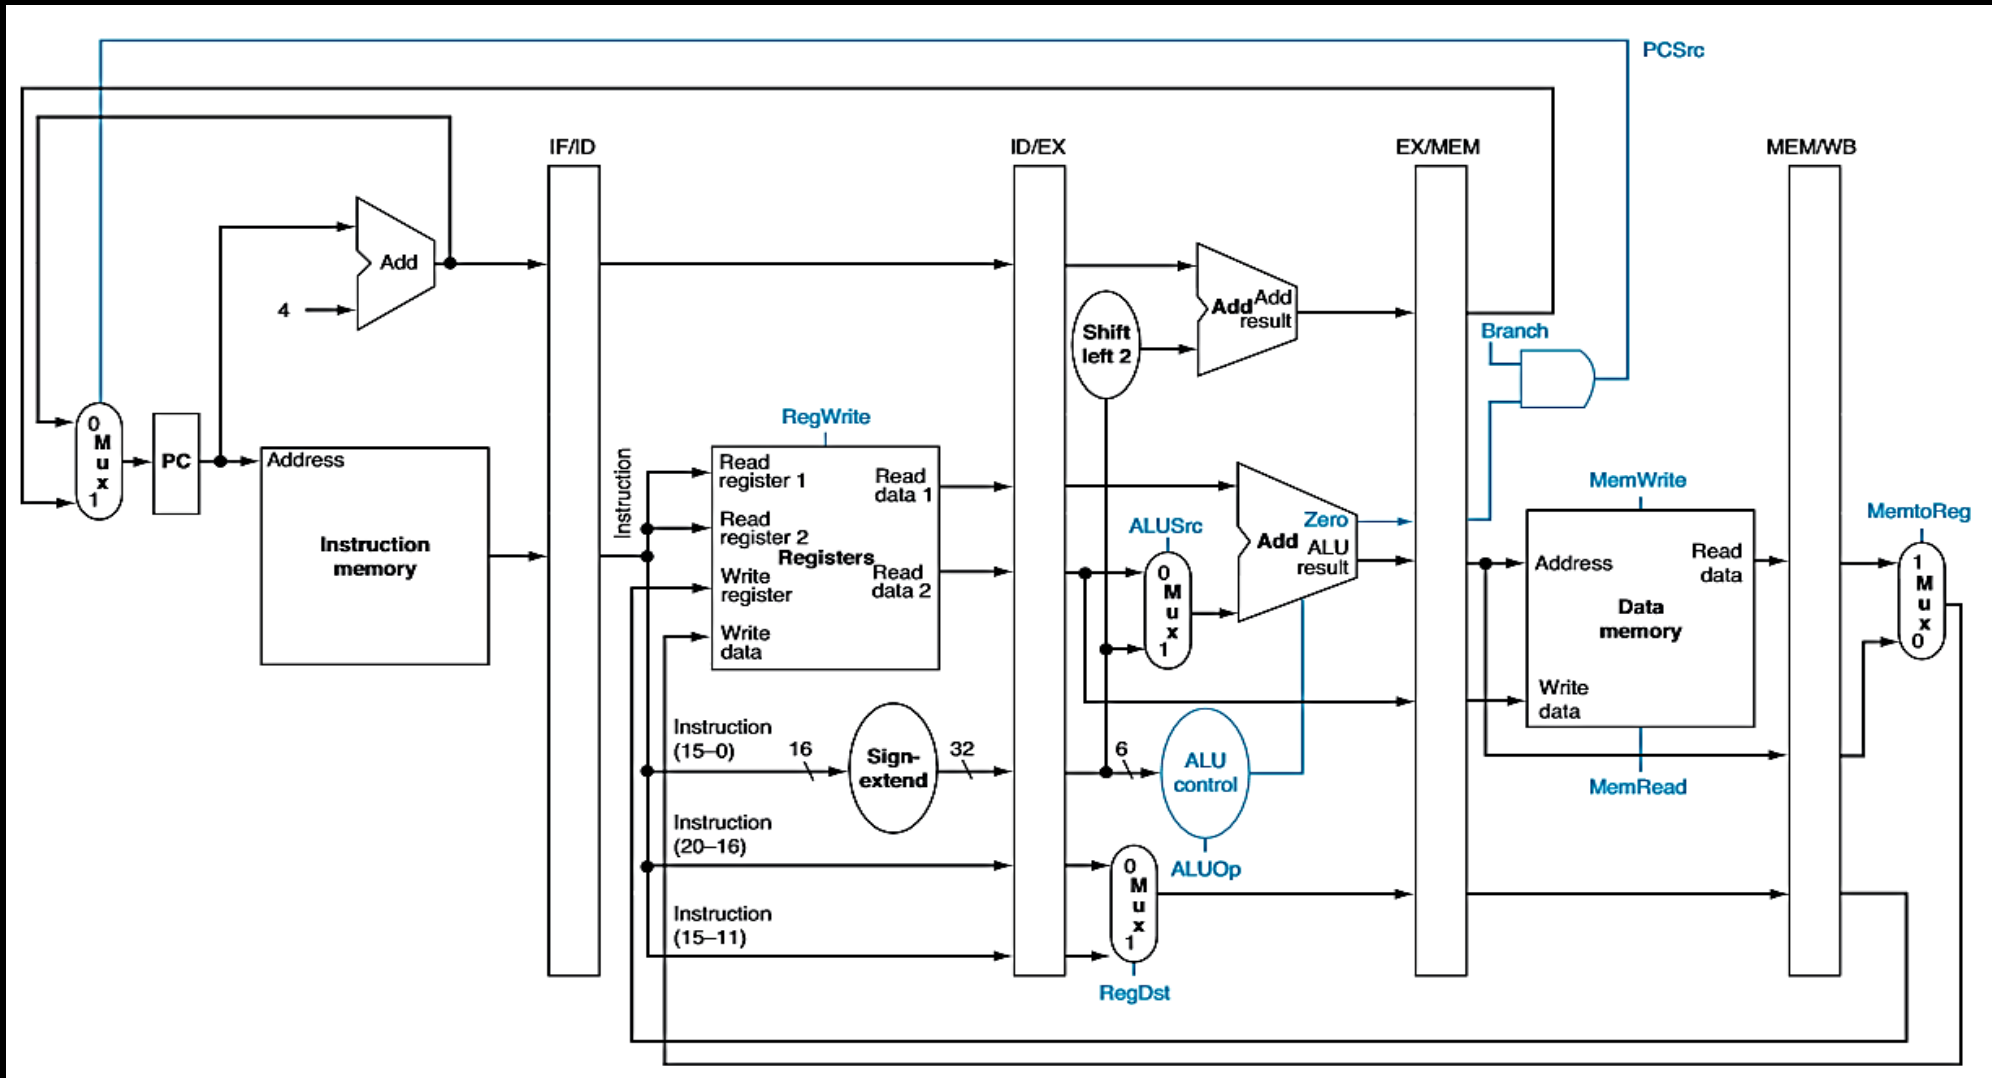 PCSrc
IF/ID
ID/EX
EX/MEM
MEM/WB
Add
4
Shift
left 2
Add
Add
result
Branch
0
M
u
x
1
PC
Address
Instruction
memory
Instruction
RegWrite
Read
register 1
Read
register 2
Write
register
Write
data
Registers
Read
data 1
Read
data 2
ALUSrc
0
M
u
x
1
Zero
Add
ALU
result
MemWrite
Address
Read
data
Data
memory
Write
data
MemRead
MemtoReg
1
M
u
x
0
Instruction
(15–0)
16
Sign-
extend
32
6
ALU
control
ALUOp
Instruction
(20–16)
Instruction
(15–11)
0
M
u
x
1
RegDst